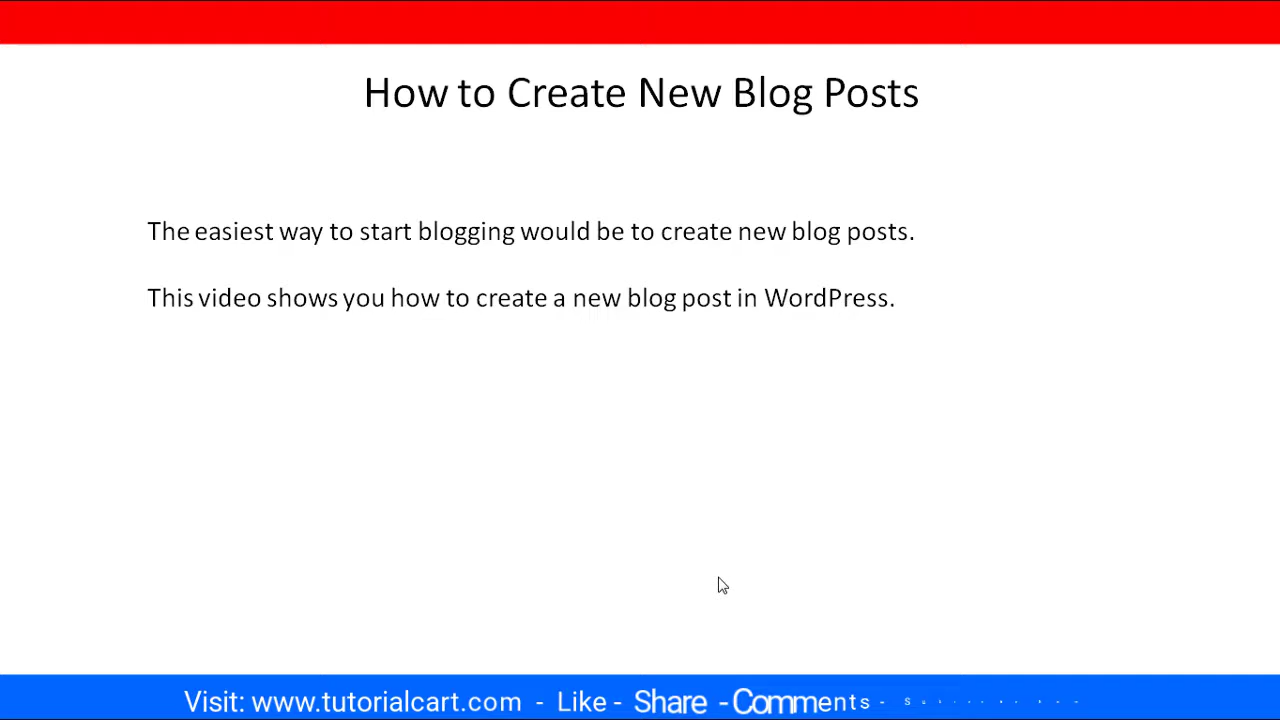 How to Create New Blog Posts
The easiest way to start blogging would be to create new blog posts.
This video shows you how to create a new blog post in WordPress.
Visit: www.tutorialcart.com - Like - Share - Comments -